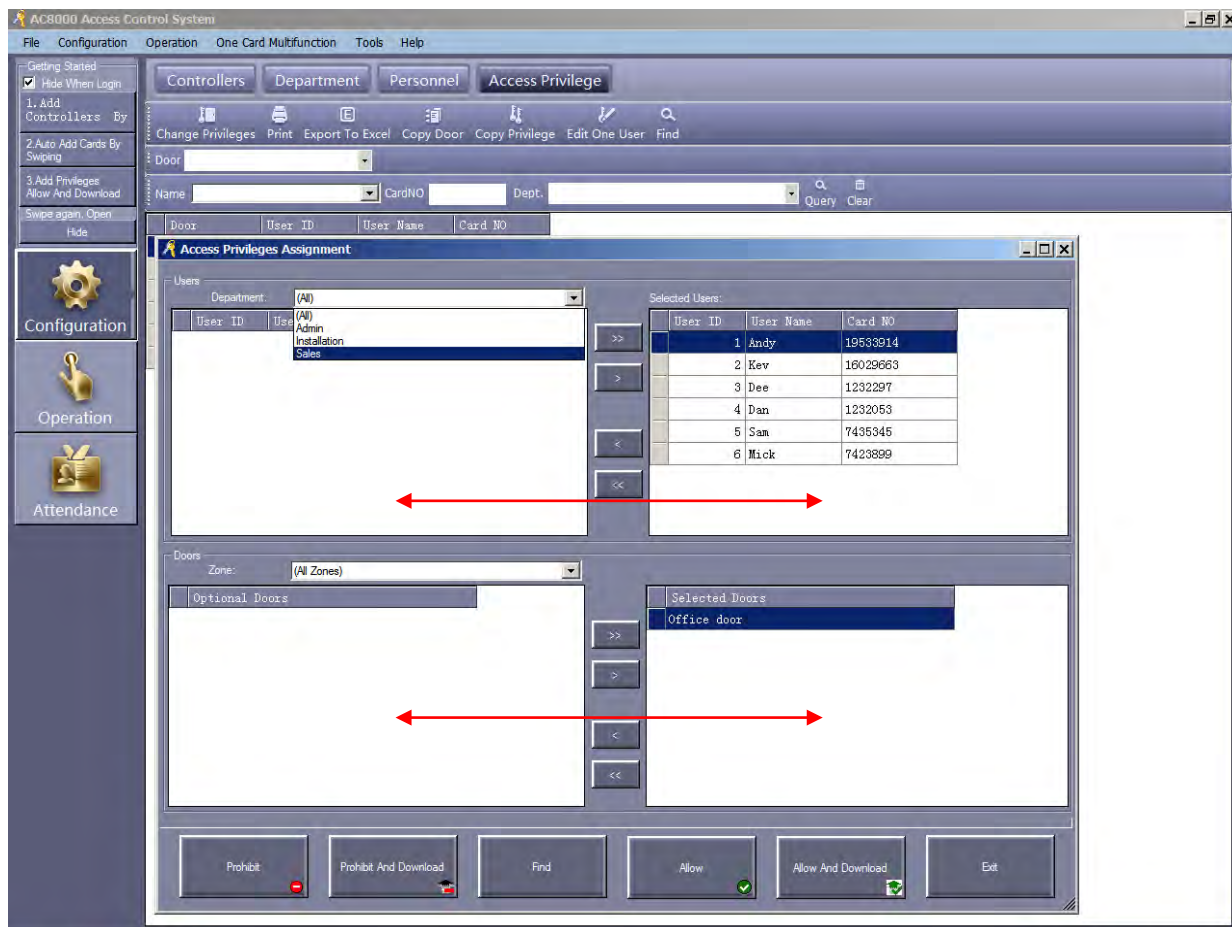 AC8000 Access Control System
File Configuration Operation One Card Multifunction Tools Help
Getting Started
Hide When Login
1.Add
Controllers By
2.Auto Add Cards By
Swiping
3.Add Privileges
Allow And Download
Swipe again, Open
Hide
Configuration
Operation
Attendance
Controllers Department Personnel Access Privilege
Change Privileges Print Export To Excel Copy Door Copy Privilege Edit One User Find
Door
Name CardNO Dept. Query Clear
Door User ID User Name Card NO
Access Privileges Assignment
Users
Department: (All)
User ID Use
(All)
Admin
Installation
Sales
>>
>
<
<<
Selected Users:
User ID User Name Card NO
1 Andy 19533914
2 Kev 16029663
3 Dee 1232297
4 Dan 1232053
5 Sam 7435345
6 Mick 7423899
Doors
Zone: (All Zones)
Optional Doors
>>
>
<
<<
Selected Doors
Office door
Prohibit Prohibit And Download Find Allow Allow And Download Exit